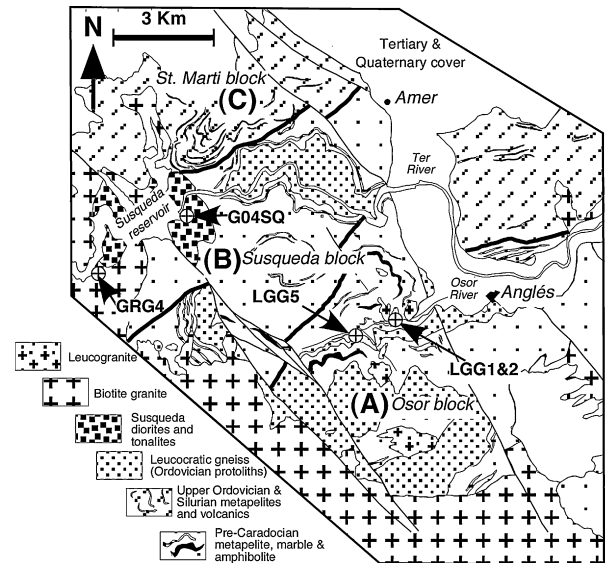 3 Km
N
Tertiary &
Quaternary cover
St. Marti block
(C)
Amer
Ter
River
Susqueda
reservoir
G04SQ
(B) Susqueda block
Osor
River
Anglés
GRG4
LGG5
LGG1&2
(A) Osor block
Leucogranite
Biotite granite
Susqueda
diorites and
tonalites
Leucocratic gneiss
(Ordovician protoliths)
Upper Ordovician &
Silurian metapelites
and volcanics
Pre-Caradocian
metapelite, marble &
amphibolite